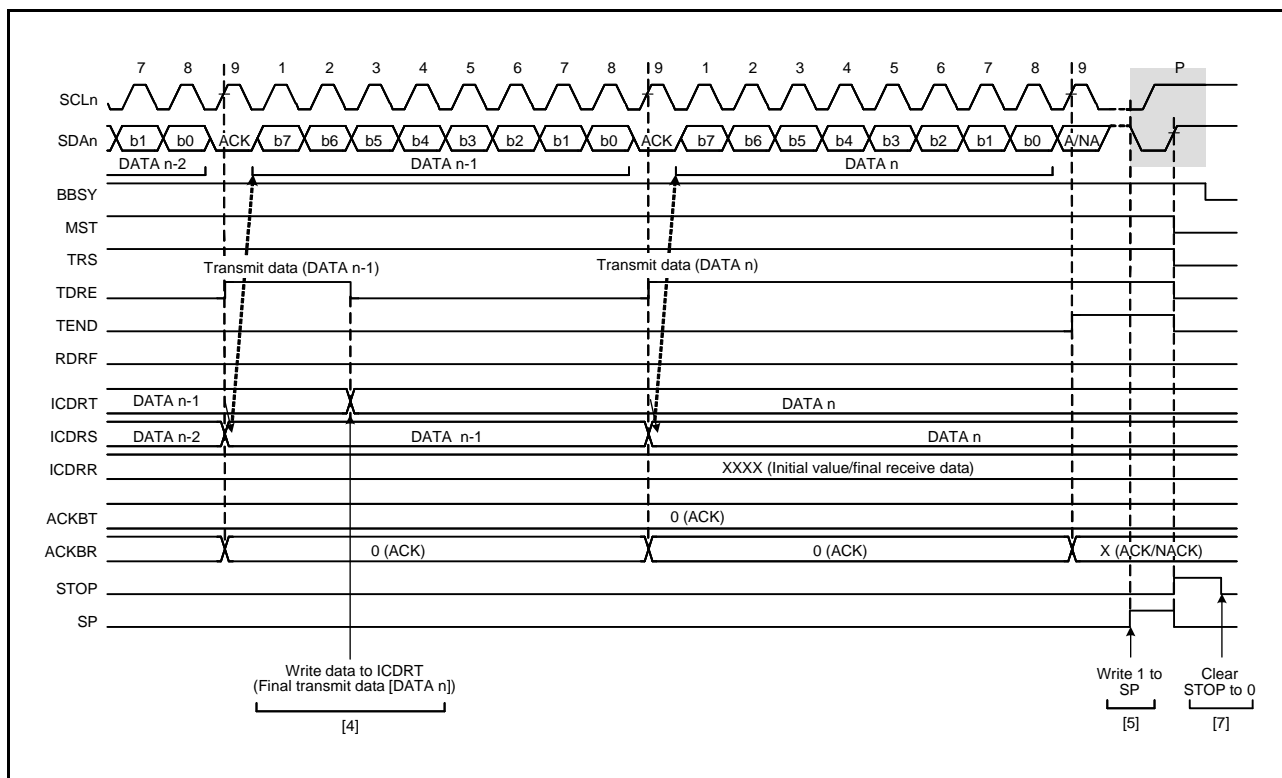 7 8 9 1 2 3 4 5 6 7 8 9 1 2 3 4 5 6 7 8 9 P
SCLn
SDAn b1 b0 ACK b7 b6 b5 b4 b3 b2 b1 b0 ACK b7 b6 b5 b4 b3 b2 b1 b0 A/NA
DATA n-2 DATA n-1 DATA n
BBSY
MST
TRS
Transmit data (DATA n-1) Transmit data (DATA n)
TDRE
TEND
RDRF
ICDRT DATA n-1 DATA n
ICDRS DATA n-2 DATA n-1 DATA n
ICDRR XXXX (Initial value/final receive data)
ACKBT 0 (ACK)
ACKBR 0 (ACK) 0 (ACK) X (ACK/NACK)
STOP
SP
Write data to ICDRT
(Final transmit data [DATA n])
[4]
Write 1 to
SP
[5]
Clear
STOP to 0
[7]